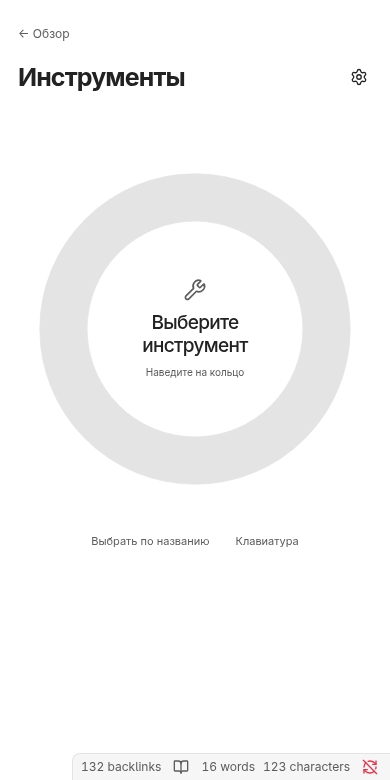 ← Обзор
Инструменты
Выберите
инструмент
Наведите на кольцо
Выбрать по названию Клавиатура
132 backlinks 16 words 123 characters